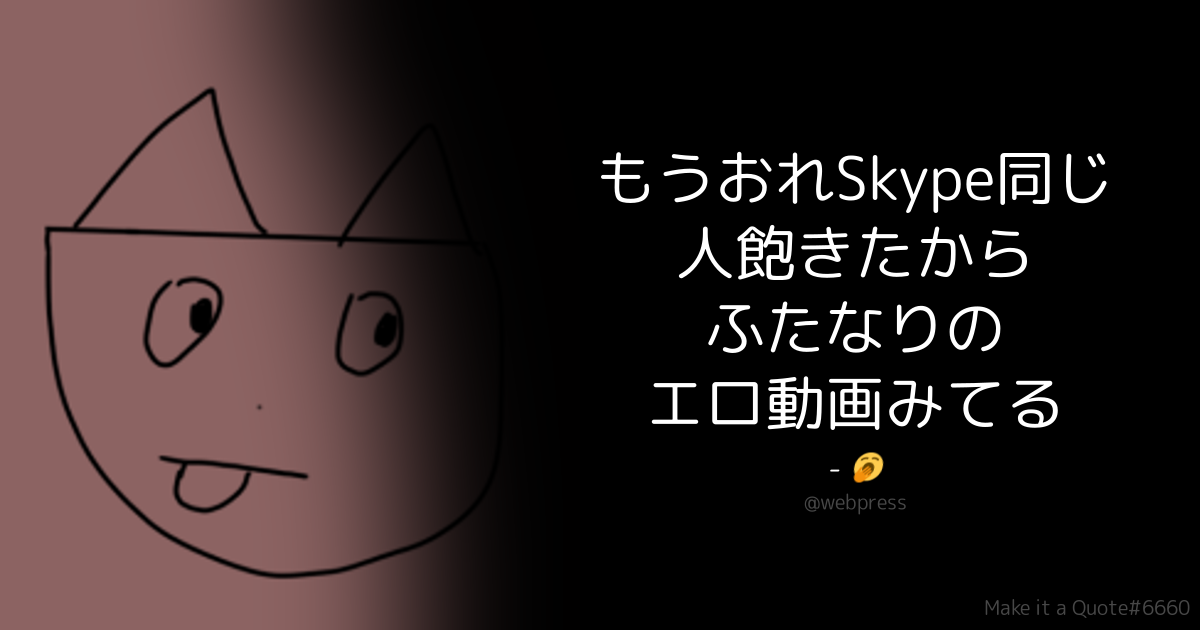 もうおれSkype同じ
人飽きたから
ふたなりの
エロ動画みてる
- 🥱
@webpress
Make it a Quote#6660